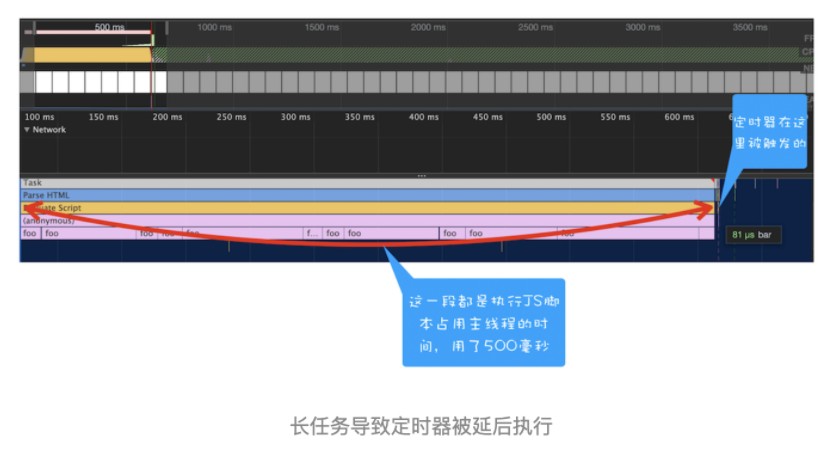 500 ms 1000 ms 1500 ms 2000 ms 2500 ms 3000 ms 3500 ms
100 ms 150 ms 200 ms 250 ms 300 ms 350 ms 400 ms 450 ms 500 ms 550 ms 600 ms
▼ Network
定时器在这
里被触发的
Task
Parse HTML
Script
(anonymous)
foo foo foo foo foo f... foo foo foo foo foo
81 µs bar
这一段都是执行JS脚
本占用主线程的时
间，用了500毫秒
长任务导致定时器被延后执行